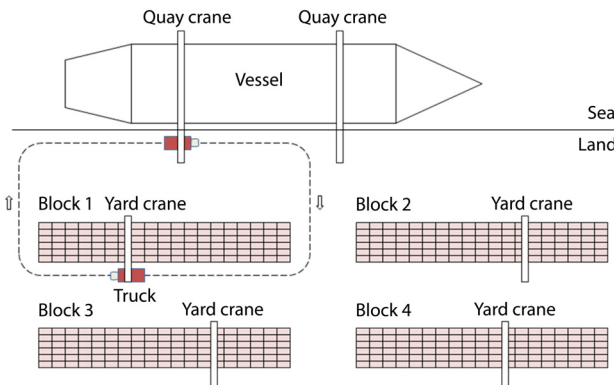 Quay crane Quay crane
Vessel
Sea
Land
Block 1 Yard crane
Yard crane
Block 2
Truck
Block 3 Yard crane
Block 4 Yard crane